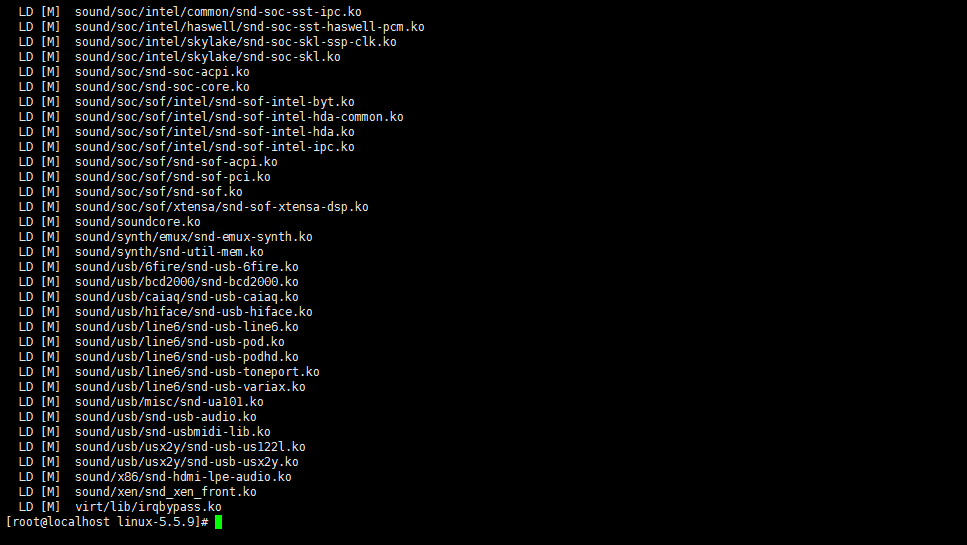 LD [M]  sound/soc/intel/common/snd-soc-sst-ipc.ko
LD [M]  sound/soc/intel/haswell/snd-soc-sst-haswell-pcm.ko
LD [M]  sound/soc/intel/skylake/snd-soc-skl-ssp-clk.ko
LD [M]  sound/soc/intel/skylake/snd-soc-skl.ko
LD [M]  sound/soc/snd-soc-acpi.ko
LD [M]  sound/soc/snd-soc-core.ko
LD [M]  sound/soc/sof/intel/snd-sof-intel-byt.ko
LD [M]  sound/soc/sof/intel/snd-sof-intel-hda-common.ko
LD [M]  sound/soc/sof/intel/snd-sof-intel-hda.ko
LD [M]  sound/soc/sof/intel/snd-sof-intel-ipc.ko
LD [M]  sound/soc/sof/snd-sof-acpi.ko
LD [M]  sound/soc/sof/snd-sof-pci.ko
LD [M]  sound/soc/sof/snd-sof.ko
LD [M]  sound/soc/sof/xtensa/snd-sof-xtensa-dsp.ko
LD [M]  sound/soundcore.ko
LD [M]  sound/synth/emux/snd-emux-synth.ko
LD [M]  sound/synth/snd-util-mem.ko
LD [M]  sound/usb/6fire/snd-usb-6fire.ko
LD [M]  sound/usb/bcd2000/snd-bcd2000.ko
LD [M]  sound/usb/caiaq/snd-usb-caiaq.ko
LD [M]  sound/usb/hiface/snd-usb-hiface.ko
LD [M]  sound/usb/line6/snd-usb-line6.ko
LD [M]  sound/usb/line6/snd-usb-pod.ko
LD [M]  sound/usb/line6/snd-usb-podhd.ko
LD [M]  sound/usb/line6/snd-usb-toneport.ko
LD [M]  sound/usb/line6/snd-usb-variax.ko
LD [M]  sound/usb/misc/snd-ua101.ko
LD [M]  sound/usb/snd-usb-audio.ko
LD [M]  sound/usb/snd-usbmidi-lib.ko
LD [M]  sound/usb/usx2y/snd-usb-us122l.ko
LD [M]  sound/usb/usx2y/snd-usb-usx2y.ko
LD [M]  sound/x86/snd-hdmi-lpe-audio.ko
LD [M]  sound/xen/snd_xen_front.ko
LD [M]  virt/lib/irqbypass.ko
[root@localhost linux-5.5.9]#